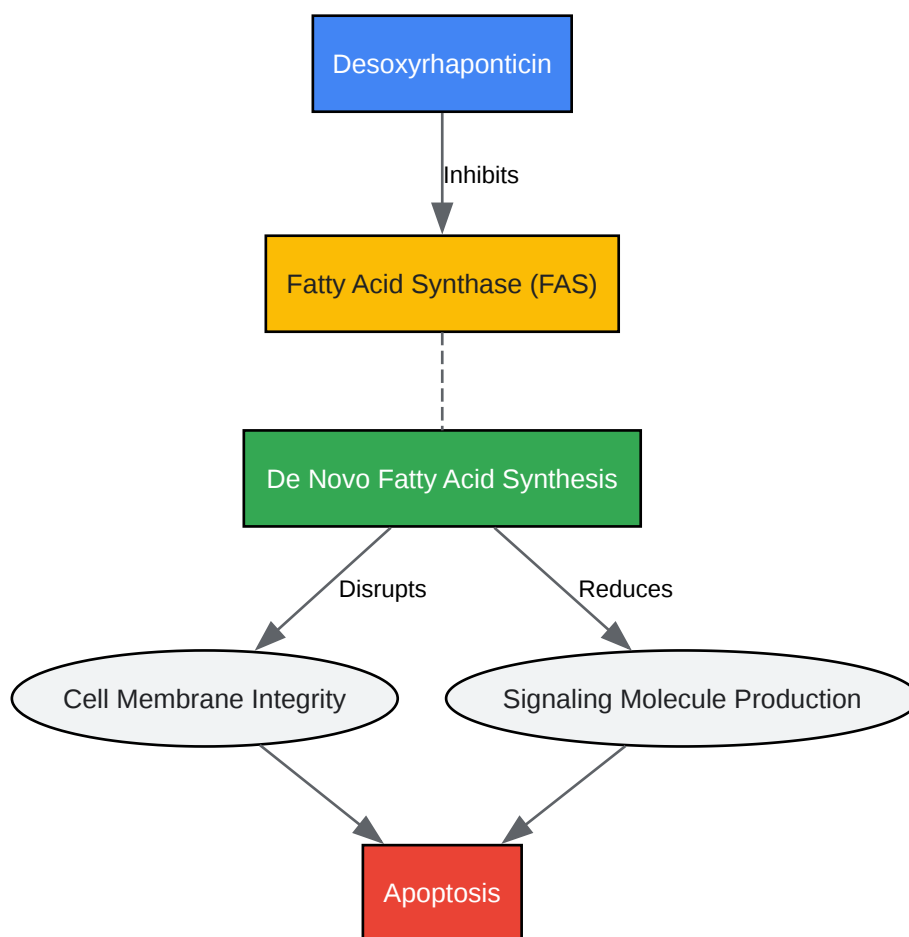 Desoxyrhaponticin
Inhibits
Fatty Acid Synthase (FAS)
De Novo Fatty Acid Synthesis
Disrupts
Reduces
Cell Membrane Integrity
Signaling Molecule Production
Apoptosis